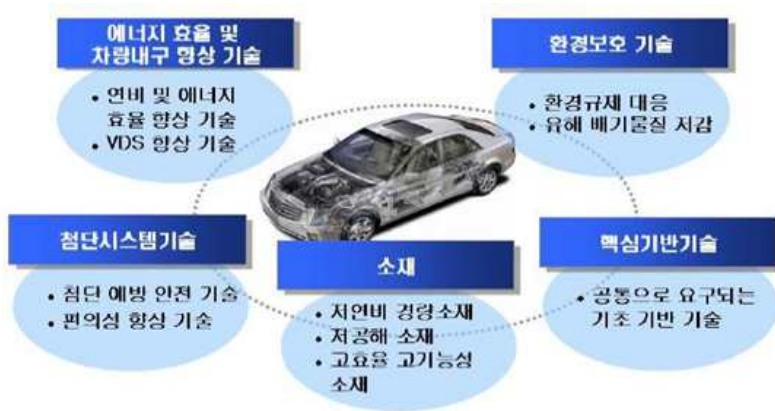 에너지 효율 및
차량내구 향상 기술
• 연비 및 에너지
효율 향상 기술
• VDS 향상 기술
환경보호 기술
• 환경규제 대응
• 유해 배기물질 저감
첨단시스템기술
• 첨단 예방 안전 기술
• 편의성 향상 기술
소재
• 저연비 경량소재
• 저공해 소재
• 고효율 고기능성
소재
핵심기반기술
• 공통으로 요구되는
기초 기반 기술